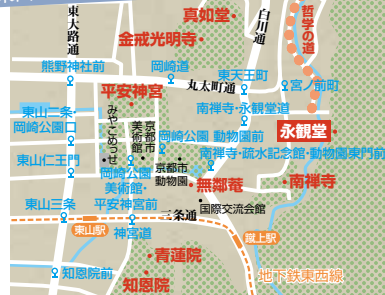 真如堂
白川通
哲学の道
東大路通
金戒光明寺
熊野神社前
岡崎道
丸太町通
東天王町
宮ノ前町
平安神宮
南禅寺・永観堂道
東山二条・
岡崎公園口
みやこめっせ
京都市
美術館
岡崎公園 動物園前
永観堂
東山仁王門
南禅寺・疏水記念館・動物園東門前
岡崎公園
美術館・
平安神宮前
京都市
動物園
無鄰菴
南禅寺
東山三条
三条通
国際交流会館
東山駅
神宮道
蹴上駅
青蓮院
知恩院前
知恩院
地下鉄東西線